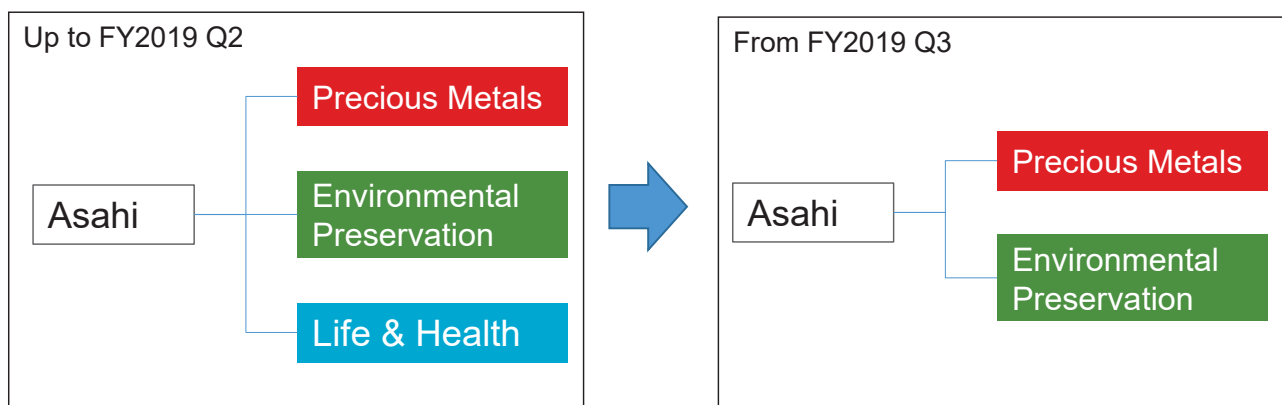 Up to FY2019 Q2
Precious Metals
Asahi
Environmental
Preservation
Life & Health
From FY2019 Q3
Precious Metals
Asahi
Environmental
Preservation